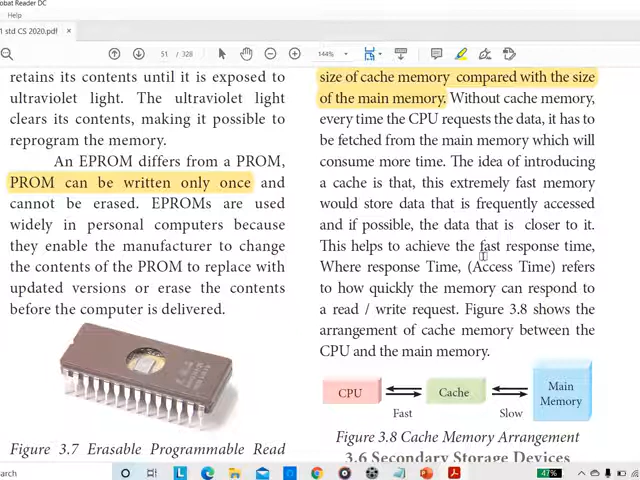 obat Reader DC
Help
1 std CS 2020.pdf
×
51 / 328
144%
retains its contents until it is exposed to
ultraviolet light. The ultraviolet light
clears its contents, making it possible to
reprogram the memory.
An EPROM differs from a PROM,
PROM can be written only once and
cannot be erased. EPROMs are used
widely in personal computers because
they enable the manufacturer to change
the contents of the PROM to replace with
updated versions or erase the contents
before the computer is delivered.
Figure 3.7 Erasable Programmable Read
size of cache memory compared with the size
of the main memory. Without cache memory,
every time the CPU requests the data, it has to
be fetched from the main memory which will
consume more time. The idea of introducing
a cache is that, this extremely fast memory
would store data that is frequently accessed
and if possible, the data that is closer to it.
This helps to achieve the fast response time,
Where response Time, (Access Time) refers
to how quickly the memory can respond to
a read / write request. Figure 3.8 shows the
arrangement of cache memory between the
CPU and the main memory.
CPU
Cache
Main
Memory
Fast
Slow
Figure 3.8 Cache Memory Arrangement
3.6 Secondary Storage Devices
earch
47%